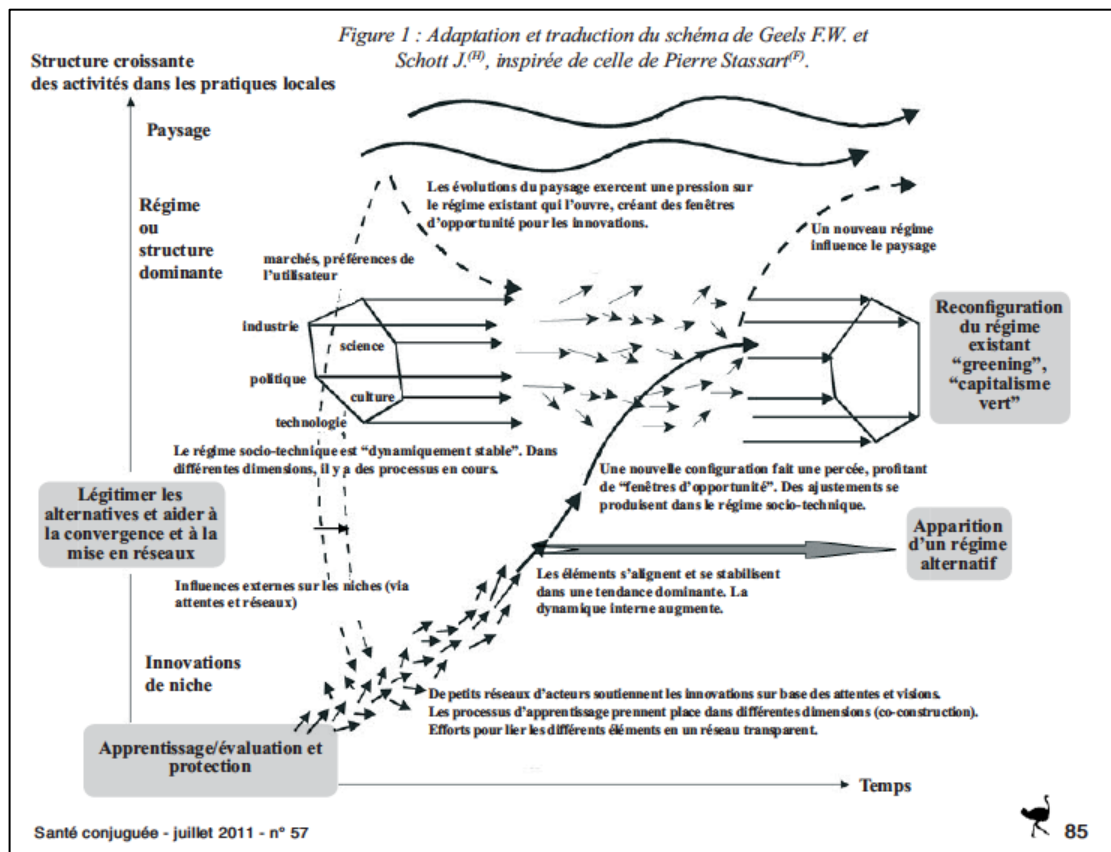 Figure 1 : Adaptation et traduction du schéma de Geels F.W. et
Schott J.(H), inspirée de celle de Pierre Stassart(F).
Structure croissante
des activités dans les pratiques locales
Paysage
Les évolutions du paysage exercent une pression sur
le régime existant qui l'ouvre, créant des fenêtres
d'opportunité pour les innovations.
Régime
ou
structure
dominante
Un nouveau régime
influence le paysage
marchés, préférences de
l'utilisateur
industrie
science
politique
culture
technologie
Reconfiguration
du régime
existant
"greening",
"capitalisme
vert"
Le régime socio-technique est "dynamiquement stable". Dans
différentes dimensions, il y a des processus en cours.
Une nouvelle configuration fait une percée, profitant
de "fenêtres d'opportunité". Des ajustements se
produisent dans le régime socio-technique.
Légitimer les
alternatives et aider à
la convergence et à la
mise en réseaux
Apparition
d'un régime
alternatif
Influences externes sur les niches (via
attentes et réseaux)
Les éléments s'alignent et se stabilisent
dans une tendance dominante. La
dynamique interne augmente.
Innovations
de niche
De petits réseaux d'acteurs soutiennent les innovations sur base des attentes et visions.
Les processus d'apprentissage prennent place dans différentes dimensions (co-construction).
Efforts pour lier les différents éléments en un réseau transparent.
Apprentissage/évaluation et
protection
Temps
Santé conjuguée - juillet 2011 - n° 57
85